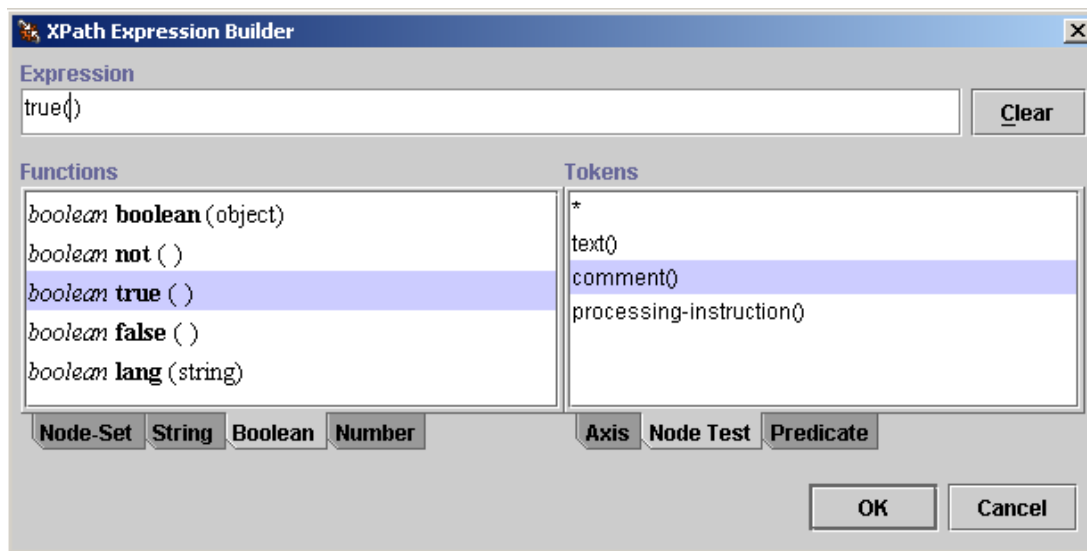 XPath Expression Builder
Expression
true()
Clear
Functions
boolean boolean (object)
boolean not ( )
boolean true ( )
boolean false ( )
boolean lang (string)
Node-Set String Boolean Number
Tokens
*
text()
comment()
processing-instruction()
Axis Node Test Predicate
OK Cancel